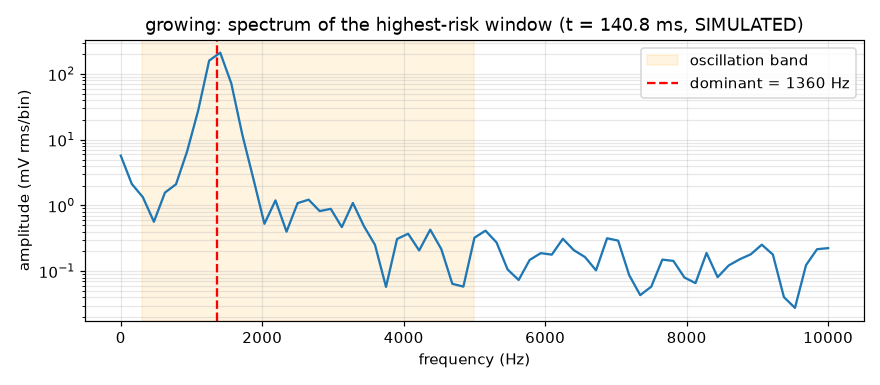 growing: spectrum of the highest-risk window (t = 140.8 ms, SIMULATED)
amplitude (mV rms/bin)
10²
10¹
10⁰
10⁻¹
oscillation band
dominant = 1360 Hz
0 2000 4000 6000 8000 10000
frequency (Hz)